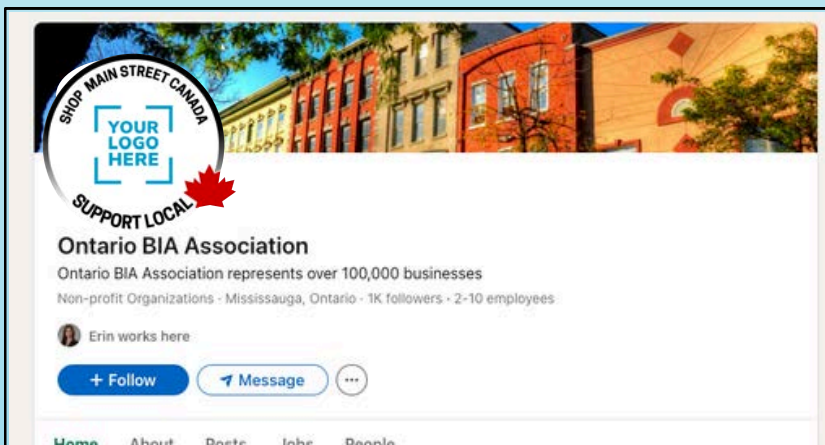 SHOP MAIN STREET CANADA
YOUR
LOGO
HERE
SUPPORT LOCAL
Ontario BIA Association
Ontario BIA Association represents over 100,000 businesses
Non-profit Organizations · Mississauga, Ontario · 1K followers · 2-10 employees
Erin works here
+ Follow
Message
Home About Posts Jobs People